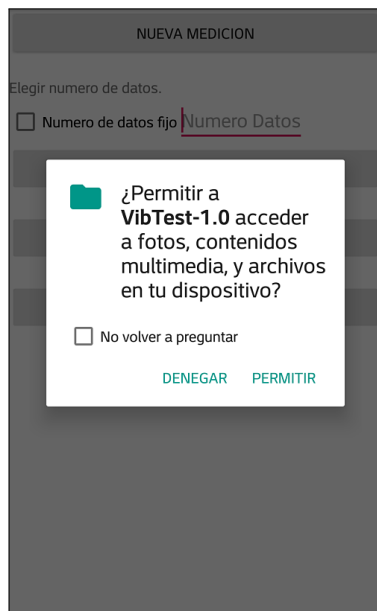 NUEVA MEDICION
Elegir numero de datos.
Numero de datos fijo Numero Datos
¿Permitir a
VibTest-1.0 acceder
a fotos, contenidos
multimedia, y archivos
en tu dispositivo?
No volver a preguntar
DENEGAR PERMITIR